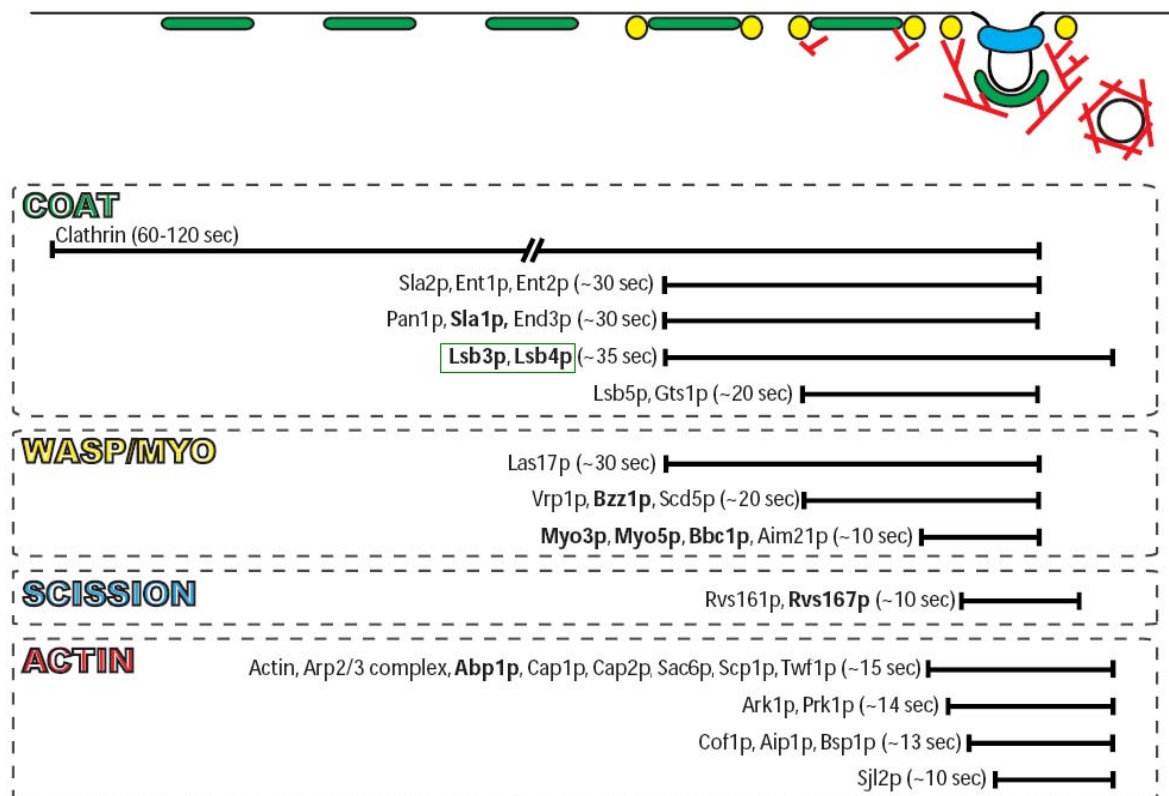 COAT
Clathrin (60-120 sec)
Sla2p, Ent1p, Ent2p (~30 sec)
Pan1p, Sla1p, End3p (~30 sec)
Lsb3p, Lsb4p (~35 sec)
Lsb5p, Gts1p (~20 sec)
WASP/MYO
Las17p (~30 sec)
Vrp1p, Bzz1p, Scd5p (~20 sec)
Myo3p, Myo5p, Bbc1p, Aim21p (~10 sec)
SCISSION
Rvs161p, Rvs167p (~10 sec)
ACTIN
Actin, Arp2/3 complex, Abp1p, Cap1p, Cap2p, Sac6p, Scp1p, Twf1p (~15 sec)
Ark1p, Prk1p (~14 sec)
Cof1p, Aip1p, Bsp1p (~13 sec)
Sjl2p (~10 sec)